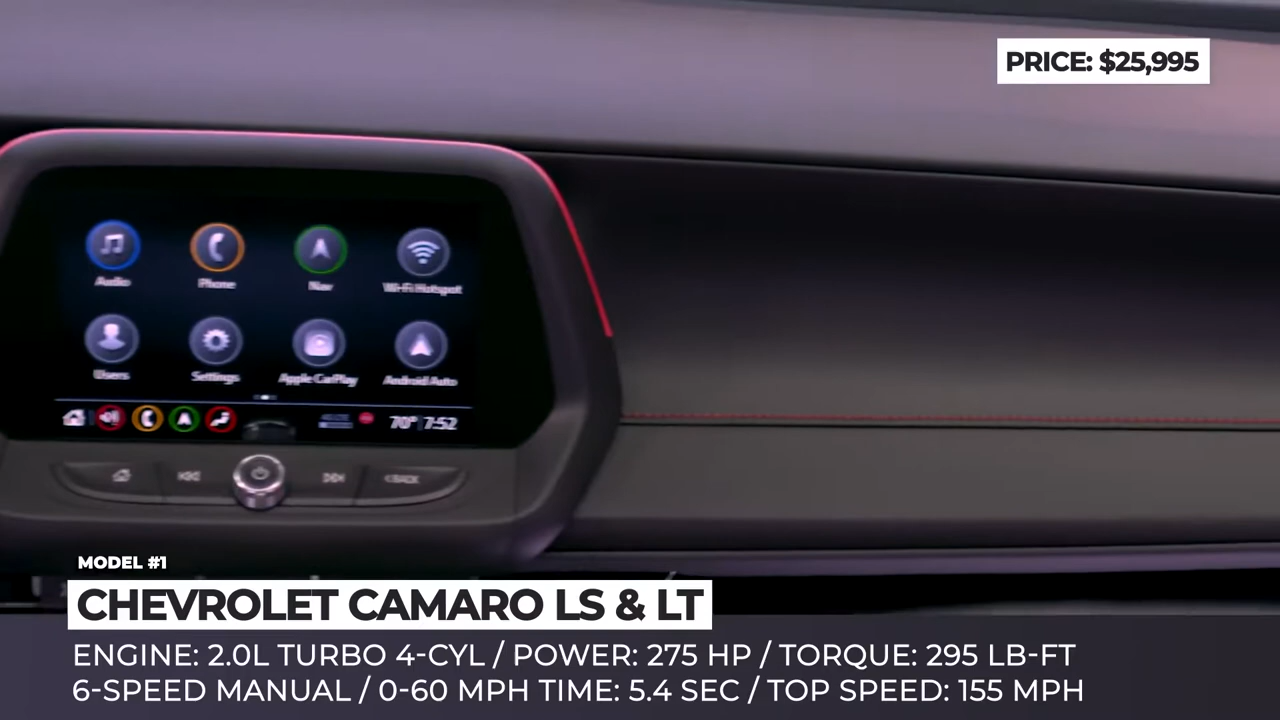 PRICE: $25,995
Audio
Phone
Nav
Wi-Fi Hotspot
Users
Settings
Apple CarPlay
Android Auto
70° 7:52
BACK
MODEL #1
CHEVROLET CAMARO LS & LT
ENGINE: 2.0L TURBO 4-CYL / POWER: 275 HP / TORQUE: 295 LB-FT
6-SPEED MANUAL / 0-60 MPH TIME: 5.4 SEC / TOP SPEED: 155 MPH